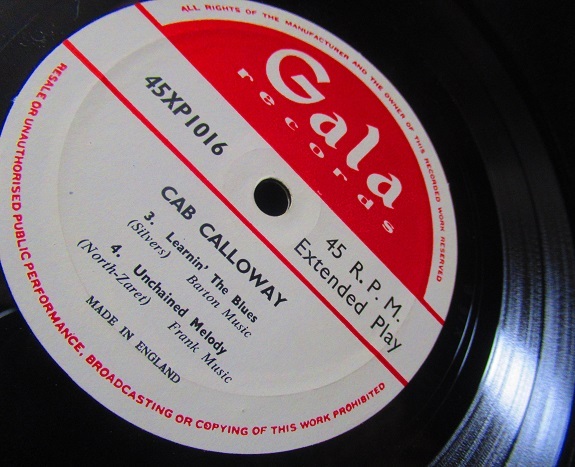 ALL RIGHTS OF THE MANUFACTURER AND THE OWNER OF THIS RECORDED WORK RESERVED
Gala
records
45XP1016
45 R. P. M.
Extended Play
CAB CALLOWAY
3. Learnin' The Blues
(Silvers) Barton Music
4. Unchained Melody
(North-Zaret) Frank Music
MADE IN ENGLAND
RESALE OR UNAUTHORISED PUBLIC PERFORMANCE, BROADCASTING OR COPYING OF THIS WORK PROHIBITED